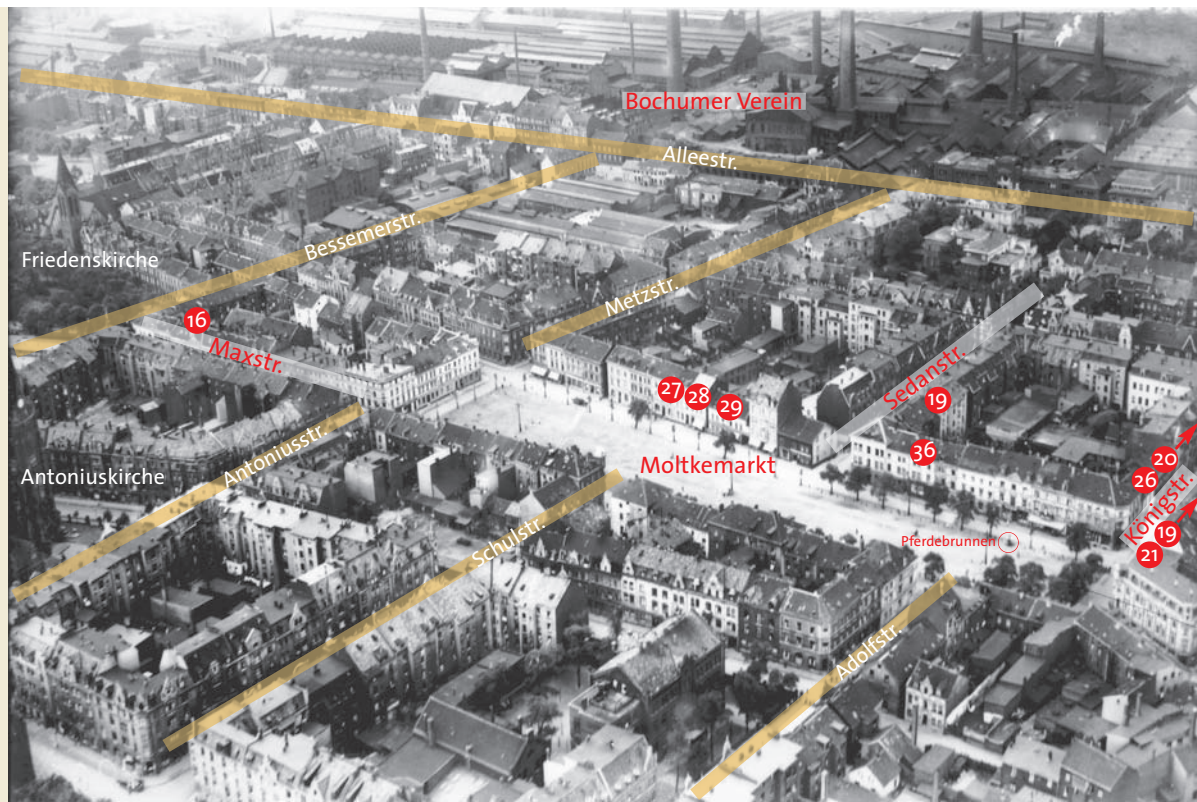 Bochumer Verein
Alleestr.
Bessemerstr.
Friedenskirche
Metzstr.
16
Maxstr.
27
28
29
Sedanstr.
19
36
Antoniusstr.
Antoniuskirche
Moltkemarkt
20
26
Königstr.
19
21
Pferdebrunnen
Schulstr.
Adolfstr.